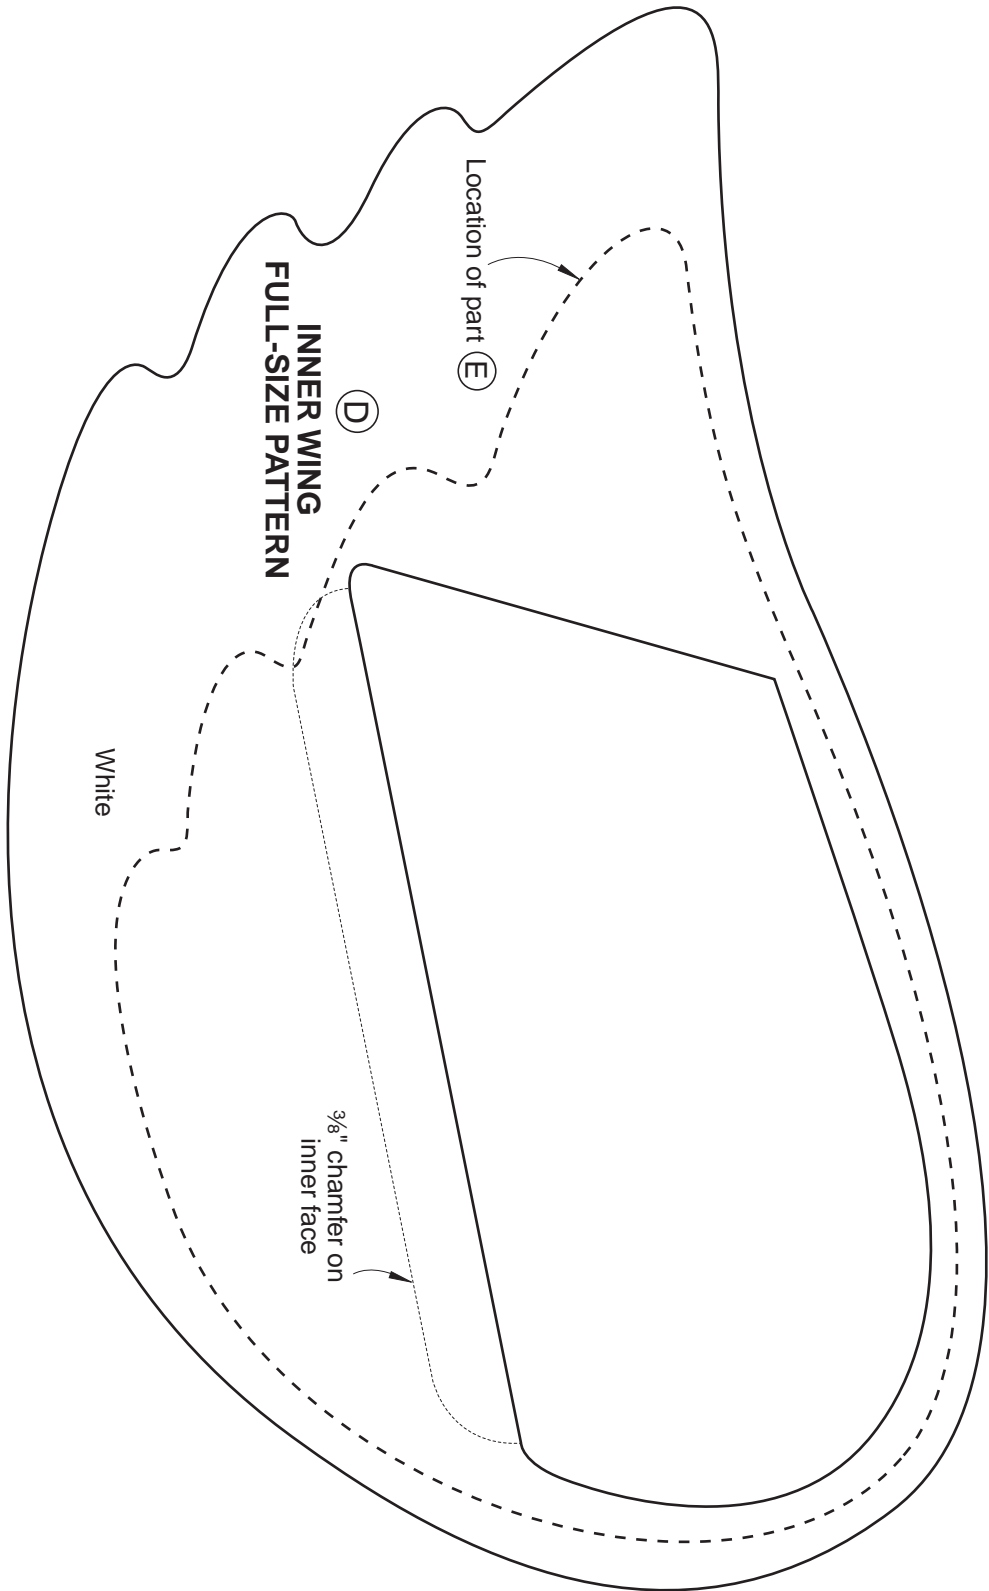 Location of part E
D
INNER WING
FULL-SIZE PATTERN
White
⅜" chamfer on
inner face